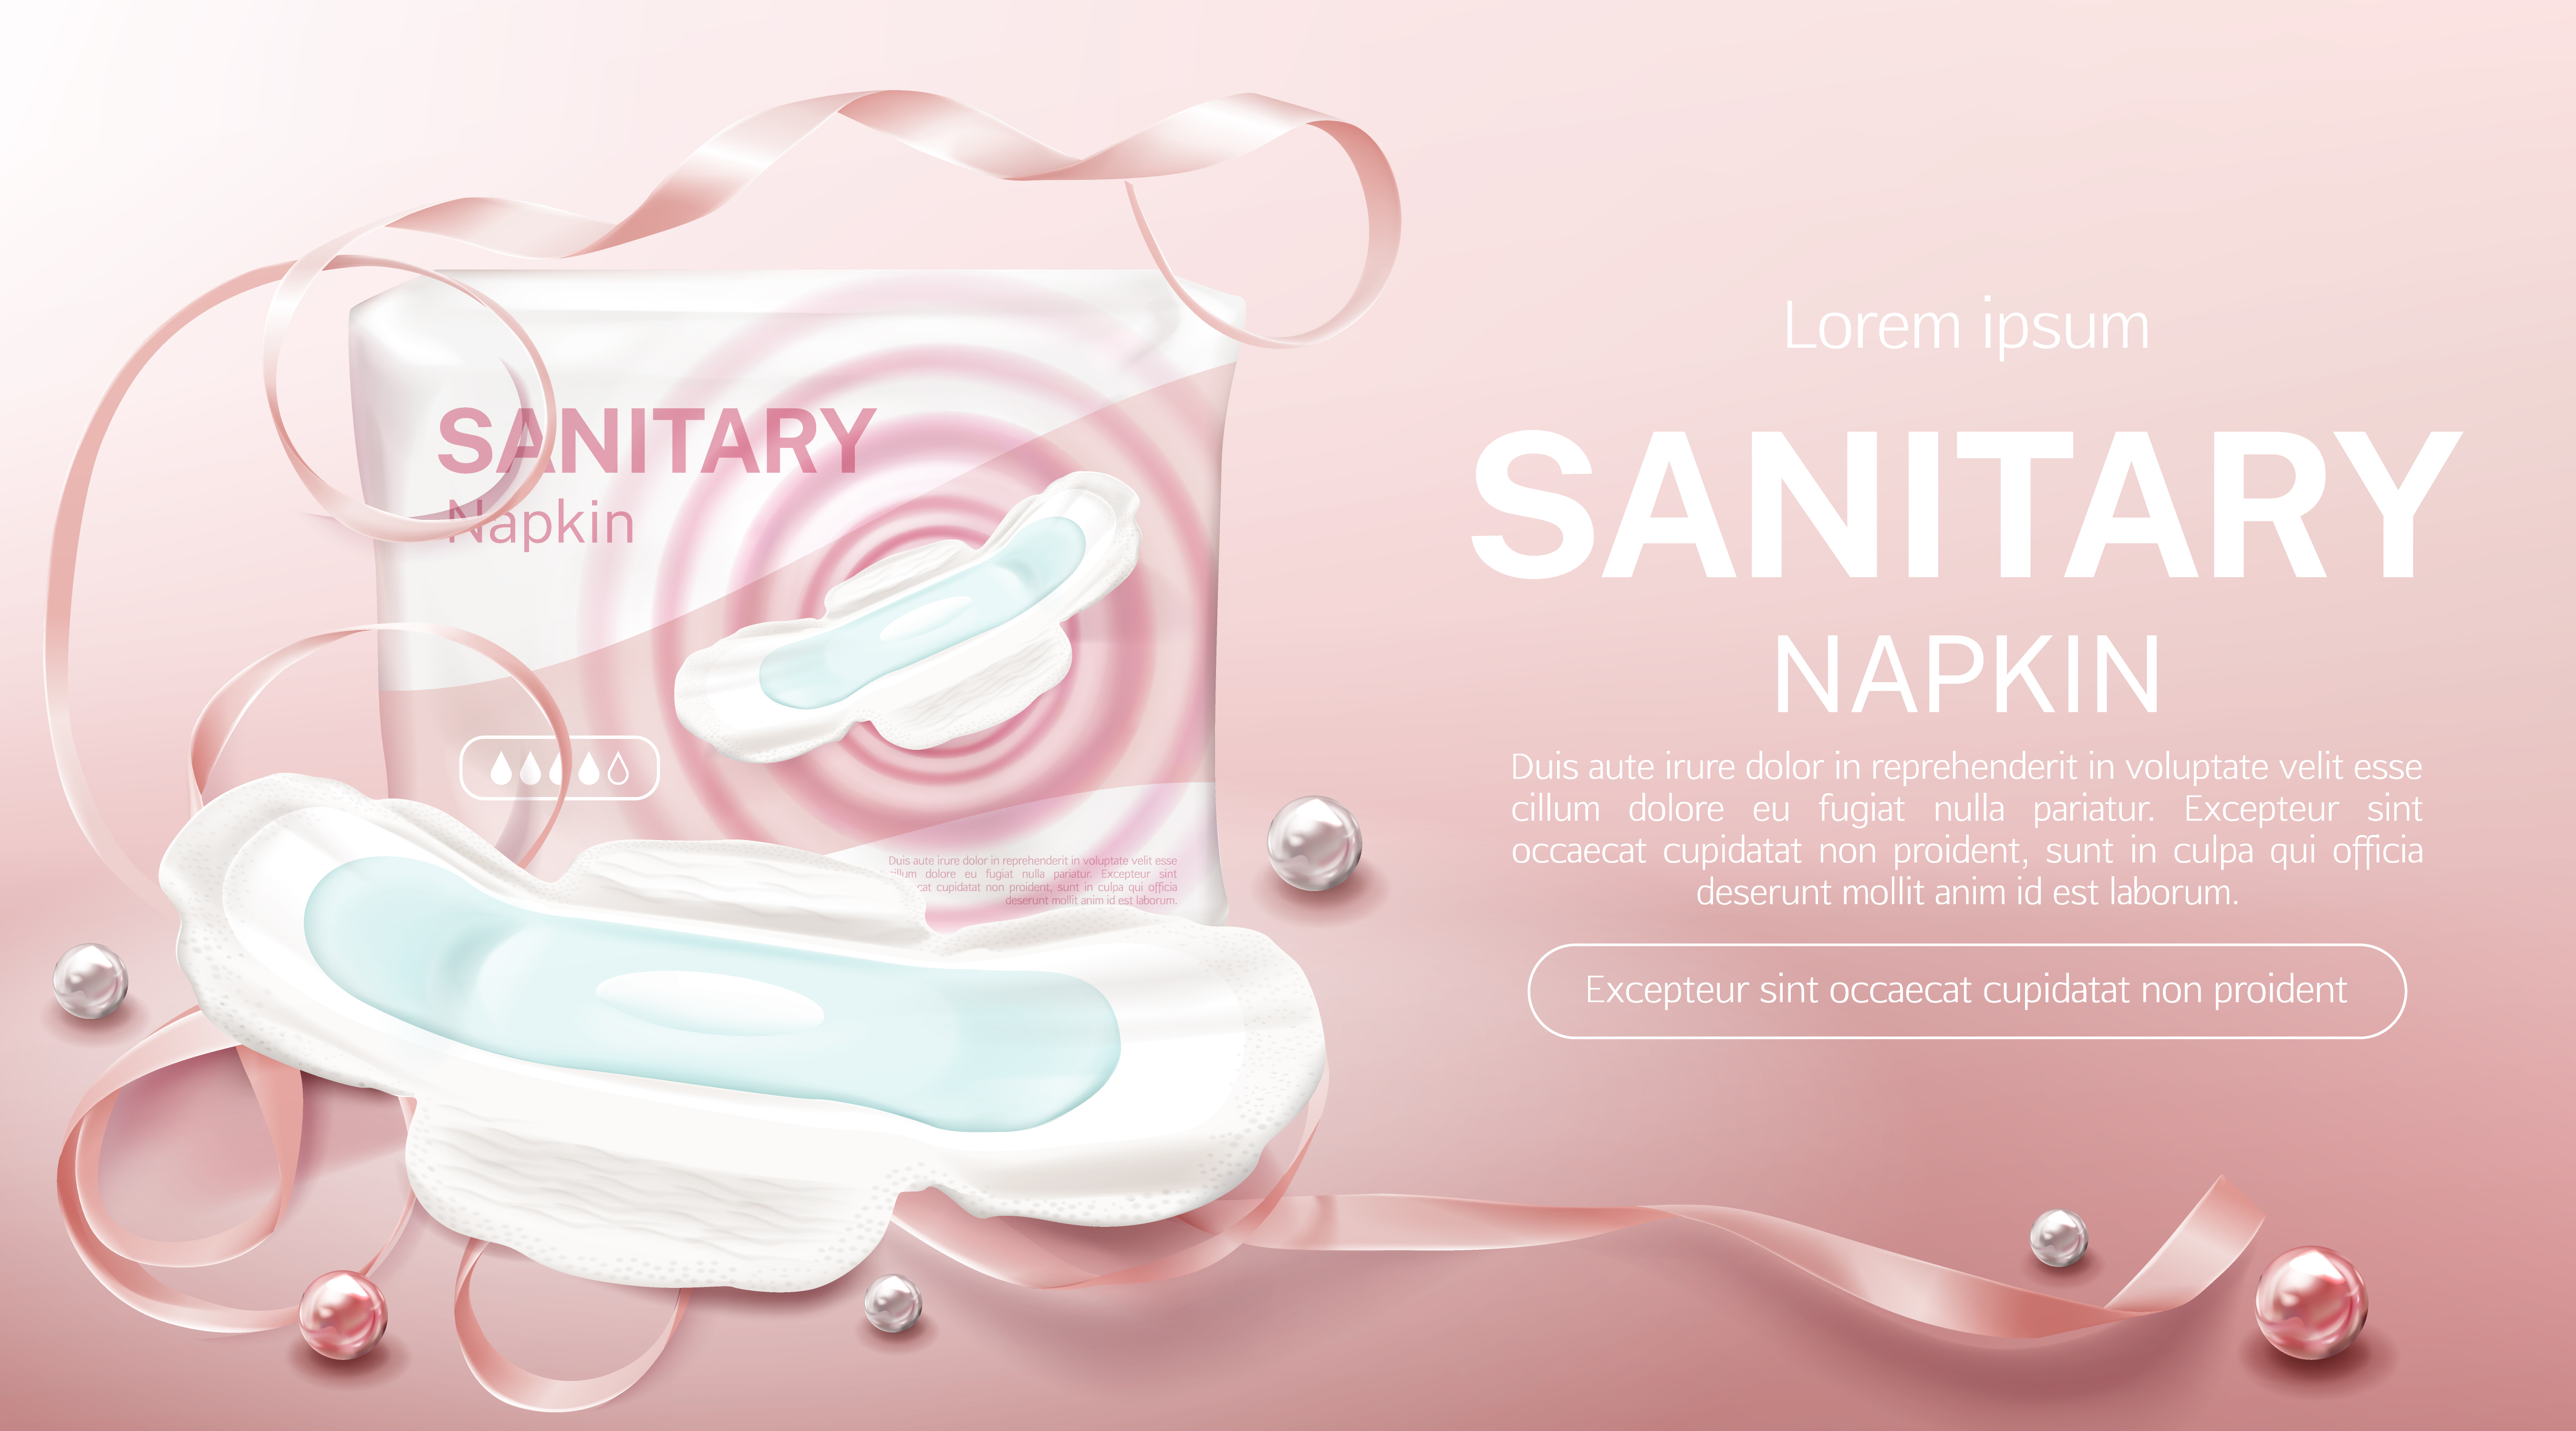 SANITARY
Napkin
Duis aute irure dolor in reprehenderit in voluptate velit esse
dolore eu fugiat nulla pariatur. Excepteur sint
cupidatat non proident, sunt in culpa qui officia
deserunt mollit anim id est laborum.
Lorem ipsum
SANITARY
NAPKIN
Duis aute irure dolor in reprehenderit in voluptate velit esse
cillum dolore eu fugiat nulla pariatur. Excepteur sint
occaecat cupidatat non proident, sunt in culpa qui officia
deserunt mollit anim id est laborum.
Excepteur sint occaecat cupidatat non proident